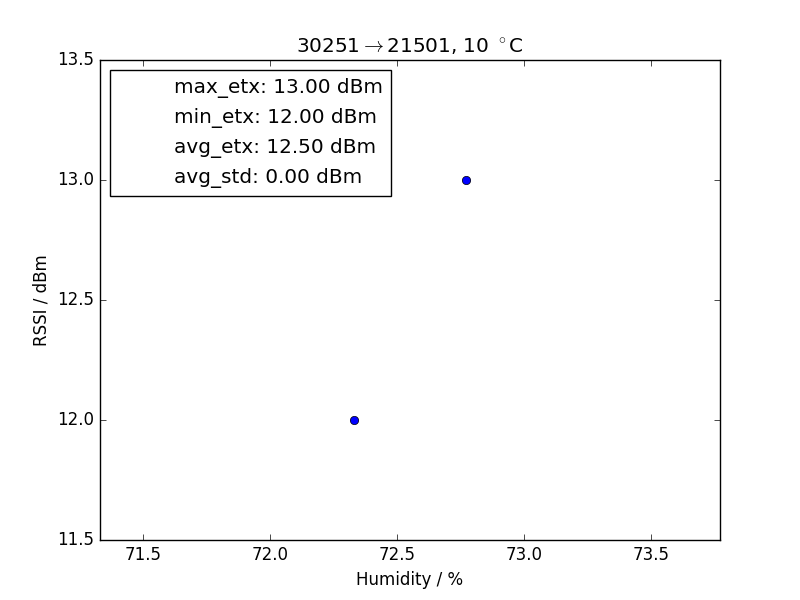 30251→21501, 10 °C
13.5
13.0
12.5
12.0
11.5
RSSI / dBm
max_etx: 13.00 dBm
min_etx: 12.00 dBm
avg_etx: 12.50 dBm
avg_std: 0.00 dBm
71.5 72.0 72.5 73.0 73.5
Humidity / %